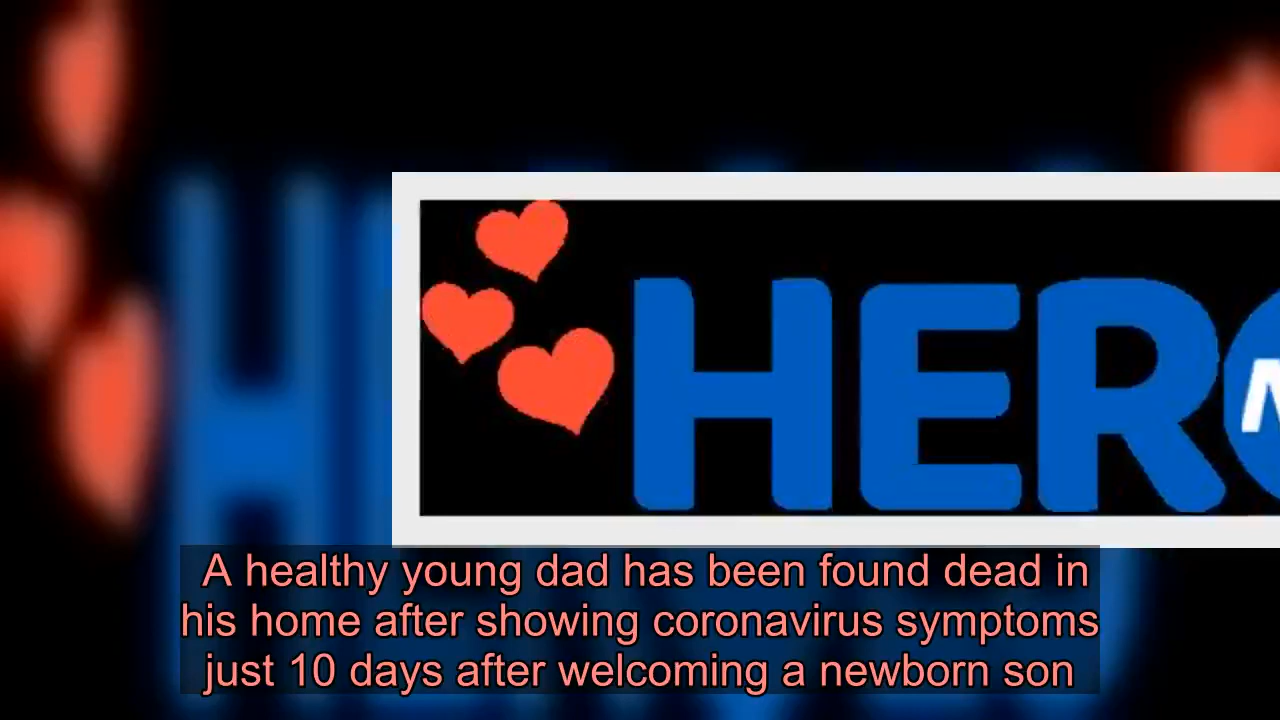 HER
A healthy young dad has been found dead in
his home after showing coronavirus symptoms
just 10 days after welcoming a newborn son